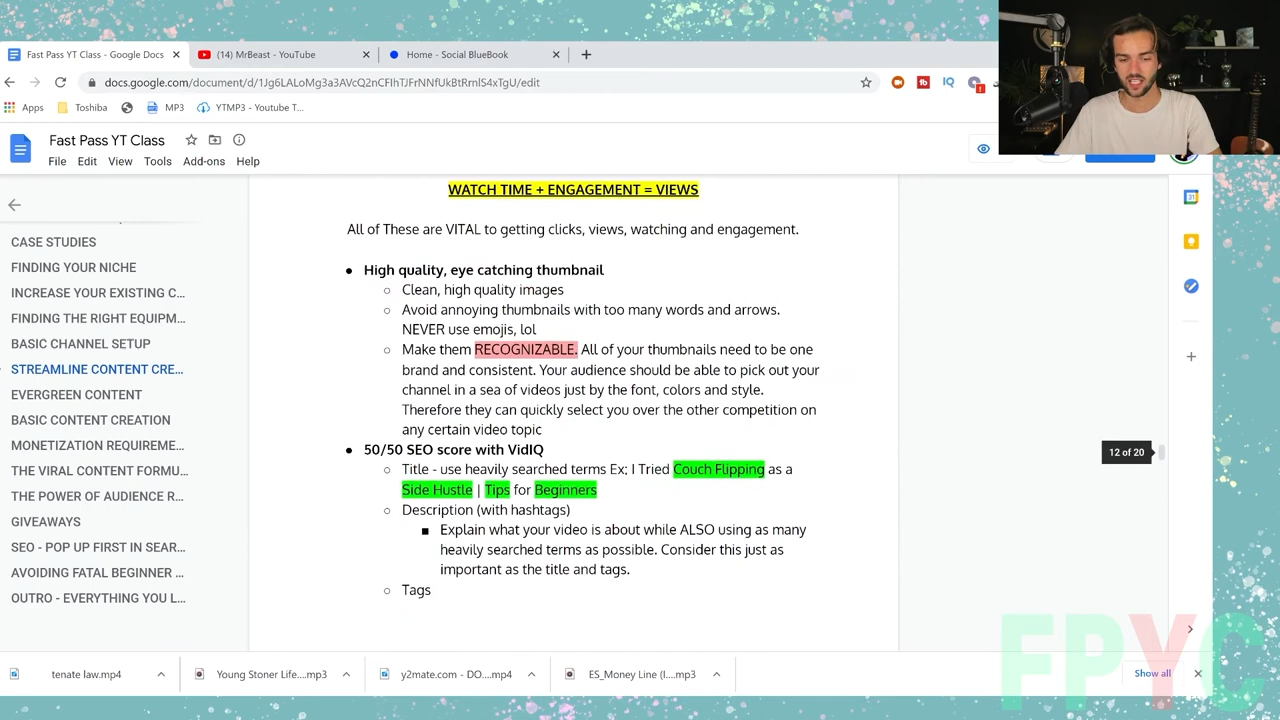 Fast Pass YT Class - Google Docs
(14) MrBeast - YouTube
Home - Social BlueBook
docs.google.com/document/d/1Jq6LALoMg3a3AVcQ2nCFIhTJFrNNfUkBtRmlS4xTgU/edit
Apps
Toshiba
MP3
YTMP3 - Youtube T...
Fast Pass YT Class
File Edit View Tools Add-ons Help
CASE STUDIES
FINDING YOUR NICHE
INCREASE YOUR EXISTING C...
FINDING THE RIGHT EQUIPM...
BASIC CHANNEL SETUP
STREAMLINE CONTENT CRE...
EVERGREEN CONTENT
BASIC CONTENT CREATION
MONETIZATION REQUIREME...
THE VIRAL CONTENT FORMU...
THE POWER OF AUDIENCE R...
GIVEAWAYS
SEO - POP UP FIRST IN SEAR...
AVOIDING FATAL BEGINNER ...
OUTRO - EVERYTHING YOU L...
WATCH TIME + ENGAGEMENT = VIEWS
All of These are VITAL to getting clicks, views, watching and engagement.
High quality, eye catching thumbnail
Clean, high quality images
Avoid annoying thumbnails with too many words and arrows.
NEVER use emojis, lol
Make them RECOGNIZABLE. All of your thumbnails need to be one
brand and consistent. Your audience should be able to pick out your
channel in a sea of videos just by the font, colors and style.
Therefore they can quickly select you over the other competition on
any certain video topic
50/50 SEO score with VidIQ
Title - use heavily searched terms Ex; I Tried Couch Flipping as a
Side Hustle | Tips for Beginners
Description (with hashtags)
Explain what your video is about while ALSO using as many
heavily searched terms as possible. Consider this just as
important as the title and tags.
Tags
12 of 20
tenate law.mp4
Young Stoner Life....mp3
y2mate.com - DO....mp4
ES_Money Line (I....mp3
Show all
FPYC